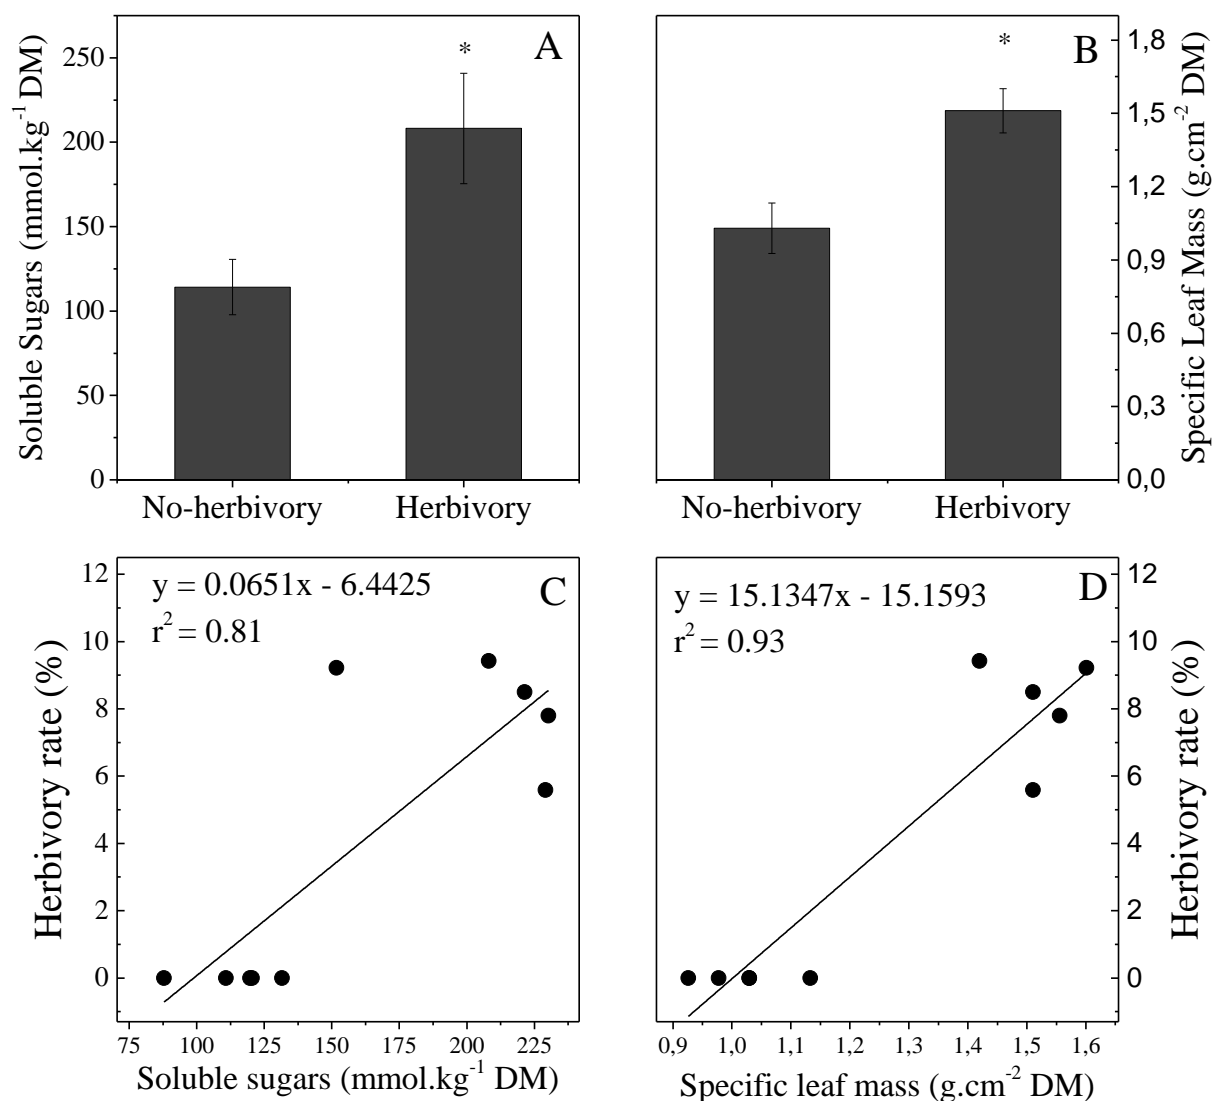 A
*
Soluble Sugars (mmol.kg-1 DM)
250
200
150
100
50
0
No-herbivory Herbivory
B
*
Specific Leaf Mass (g.cm-2 DM)
1,8
1,5
1,2
0,9
0,6
0,3
0,0
No-herbivory Herbivory
C
y = 0.0651x - 6.4425
r2 = 0.81
Herbivory rate (%)
12
10
8
6
4
2
0
75 100 125 150 175 200 225
Soluble sugars (mmol.kg-1 DM)
D
y = 15.1347x - 15.1593
r2 = 0.93
Herbivory rate (%)
12
10
8
6
4
2
0
0,9 1,0 1,1 1,2 1,3 1,4 1,5 1,6
Specific leaf mass (g.cm-2 DM)